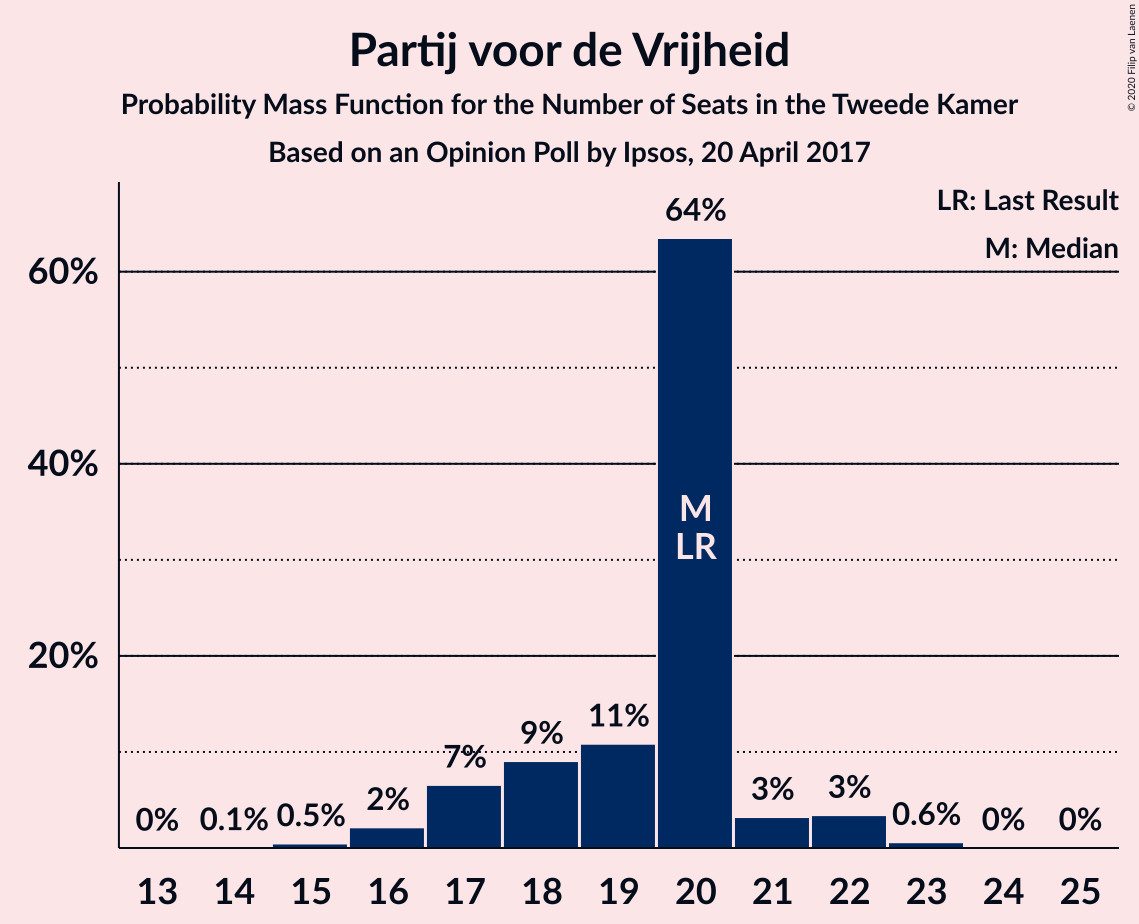 Partij voor de Vrijheid
Probability Mass Function for the Number of Seats in the Tweede Kamer
Based on an Opinion Poll by Ipsos, 20 April 2017
© 2020 Filip van Laenen
LR: Last Result
M: Median
60%
40%
20%
0%
0.1%
0.5%
2%
7%
9%
11%
64%
3%
3%
0.6%
0%
0%
M
LR
13 14 15 16 17 18 19 20 21 22 23 24 25